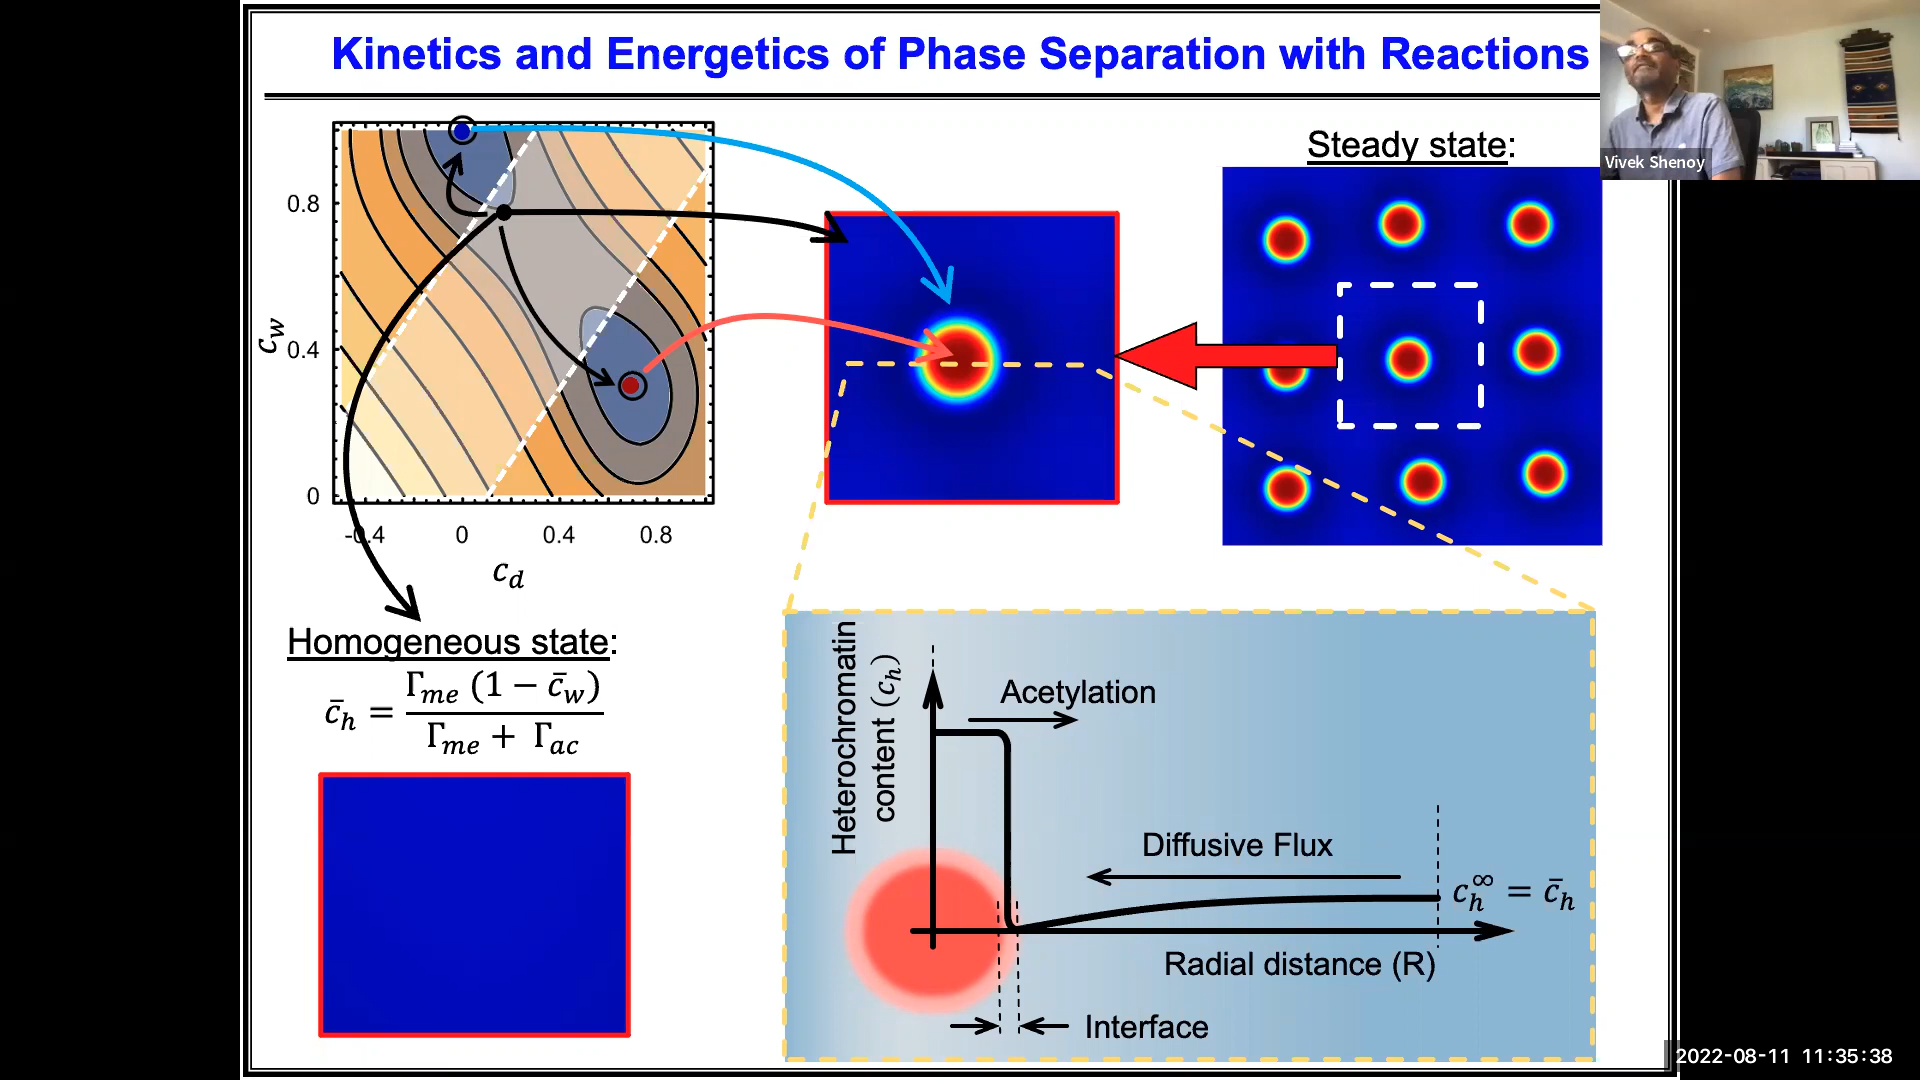 Kinetics and Energetics of Phase Separation with Reactions
Vivek Shenoy
Steady state:
0.8
0.4
0
c_w
-0.4 0 0.4 0.8
c_d
Homogeneous state:
c̄_h = Γ_me (1 − c̄_w) / Γ_me + Γ_ac
Heterochromatin
content (c_h)
Acetylation
Diffusive Flux
c_h^∞ = c̄_h
Radial distance (R)
Interface
2022-08-11 11:35:38